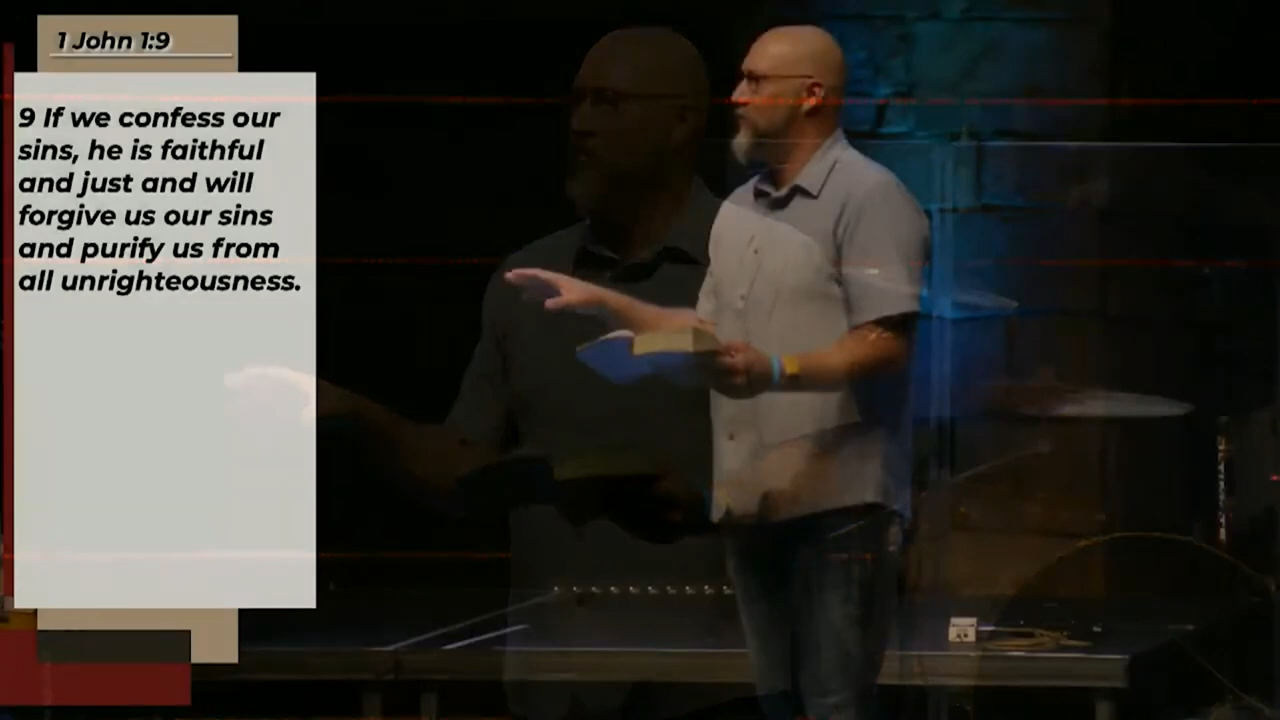 1 John 1:9
9 If we confess our
sins, he is faithful
and just and will
forgive us our sins
and purify us from
all unrighteousness.